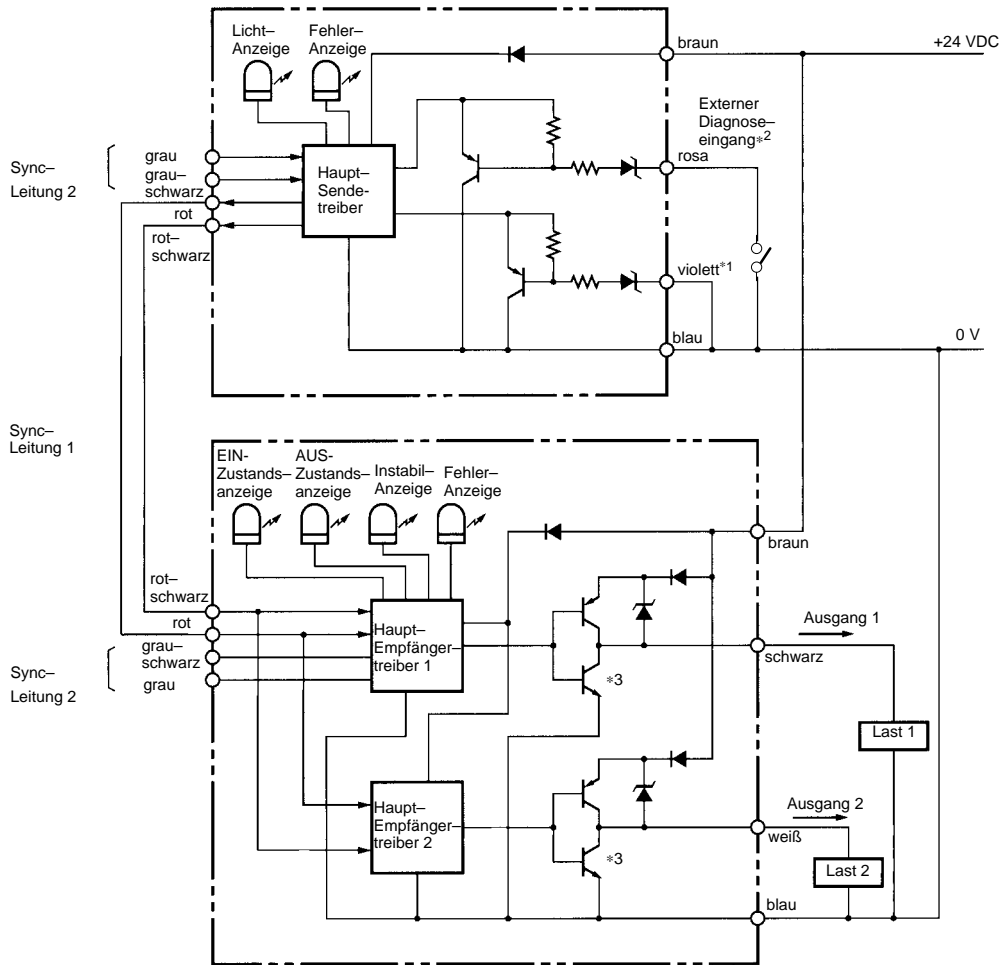 Licht–
Anzeige
Fehler–
Anzeige
braun
+24 VDC
Externer
Diagnose–
eingang*2
rosa
Sync–
Leitung 2
grau
grau–
schwarz
rot
rot–
schwarz
Haupt–
Sende-
treiber
violett*1
blau
0 V
Sync–
Leitung 1
EIN-
Zustands–
anzeige
AUS-
Zustands–
anzeige
Instabil–
Anzeige
Fehler–
Anzeige
braun
rot–
schwarz
rot
grau–
schwarz
grau
Sync–
Leitung 2
Haupt–
Empfänger-
treiber 1
*3
Ausgang 1
schwarz
Last 1
Haupt–
Empfänger–
treiber 2
*3
Ausgang 2
weiß
Last 2
blau